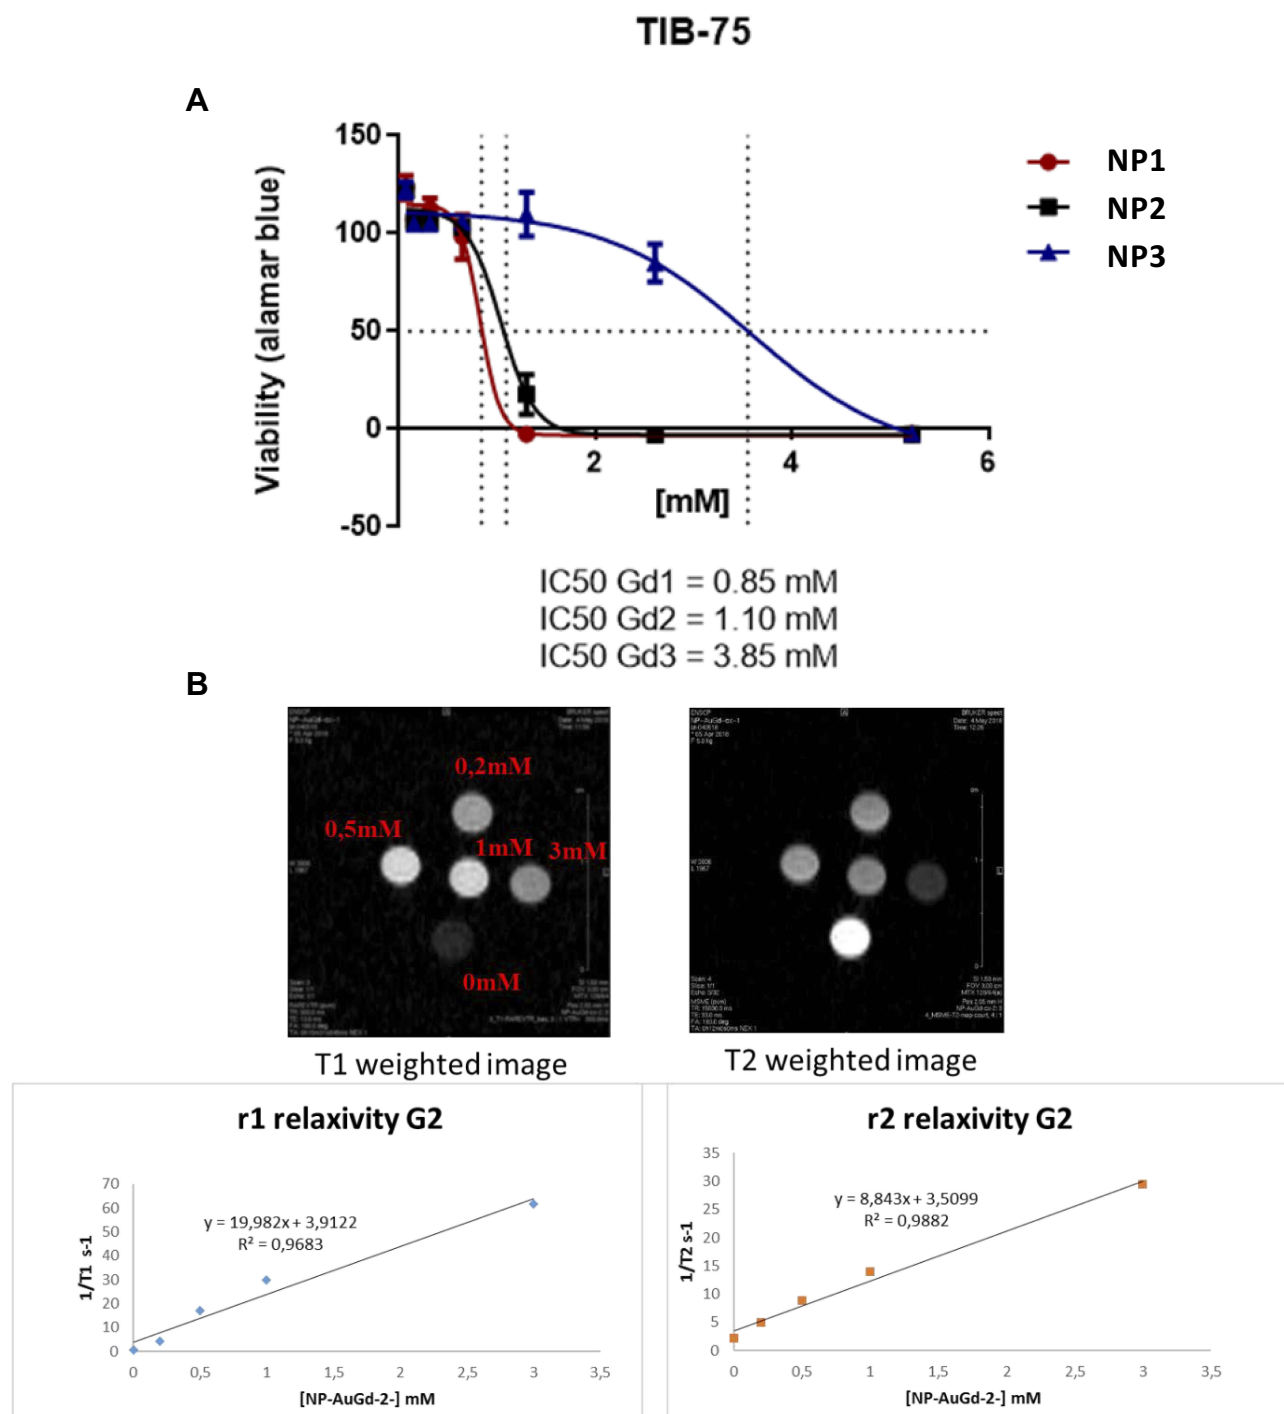 TIB-75
A
150
100
50
0
-50
2
4
6
Viability (alamar blue)
[mM]
NP1
NP2
NP3
IC50 Gd1 = 0.85 mM
IC50 Gd2 = 1.10 mM
IC50 Gd3 = 3.85 mM
B
0,2mM
0,5mM
1mM
3mM
0mM
T1 weighted image
T2 weighted image
r1 relaxivity G2
70
60
50
40
30
20
10
0
1/T1 s-1
y = 19,982x + 3,9122
R² = 0,9683
0
0,5
1
1,5
2
2,5
3
3,5
[NP-AuGd-2-] mM
r2 relaxivity G2
35
30
25
20
15
10
5
0
1/T2 s-1
y = 8,843x + 3,5099
R² = 0,9882
0
0,5
1
1,5
2
2,5
3
3,5
[NP-AuGd-2-] mM